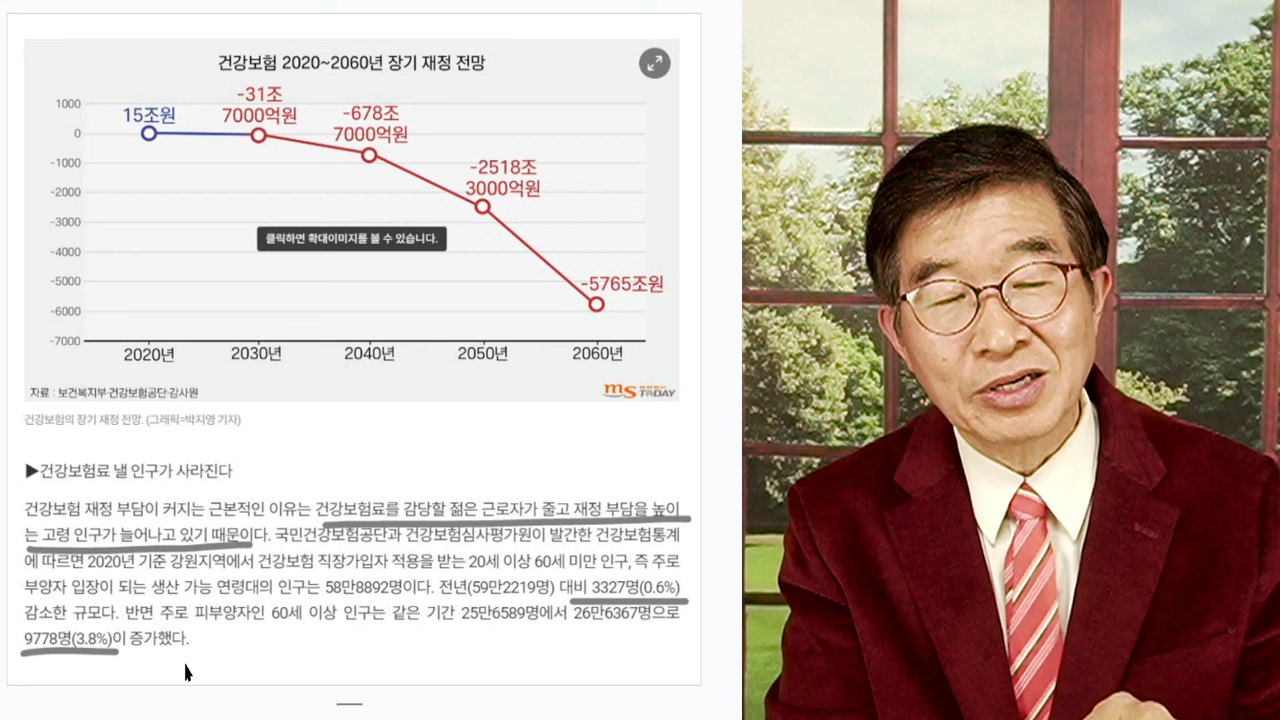 건강보험 2020~2060년 장기 재정 전망
1000
0
-1000
-2000
-3000
-4000
-5000
-6000
-7000
15조원
-31조
7000억원
-678조
7000억원
-2518조
3000억원
-5765조원
클릭하면 확대이미지를 볼 수 있습니다.
2020년
2030년
2040년
2050년
2060년
자료 : 보건복지부·건강보험공단·감사원
MS TODAY
건강보험의 장기 재정 전망. (그래픽=박지영 기자)
▶건강보험료 낼 인구가 사라진다
건강보험 재정 부담이 커지는 근본적인 이유는 건강보험료를 감당할 젊은 근로자가 줄고 재정 부담을 높이
는 고령 인구가 늘어나고 있기 때문이다. 국민건강보험공단과 건강보험심사평가원이 발간한 건강보험통계
에 따르면 2020년 기준 강원지역에서 건강보험 직장가입자 적용을 받는 20세 이상 60세 미만 인구, 즉 주로
부양자 입장이 되는 생산 가능 연령대의 인구는 58만8892명이다. 전년(59만2219명) 대비 3327명(0.6%)
감소한 규모다. 반면 주로 피부양자인 60세 이상 인구는 같은 기간 25만6589명에서 26만6367명으로
9778명(3.8%)이 증가했다.